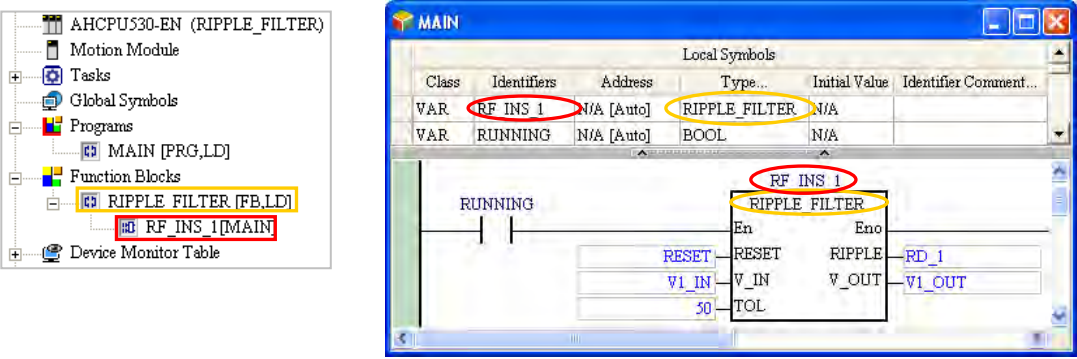 AHCPU530-EN (RIPPLE_FILTER)
Motion Module
Tasks
Global Symbols
Programs
MAIN [PRG,LD]
Function Blocks
RIPPLE_FILTER [FB,LD]
RF_INS_1[MAIN]
Device Monitor Table
MAIN
Local Symbols
Class Identifiers Address Type... Initial Value Identifier Comment...
VAR RF_INS_1 N/A [Auto] RIPPLE_FILTER N/A
VAR RUNNING N/A [Auto] BOOL N/A
RF_INS_1
RUNNING RIPPLE_FILTER
En Eno
RESET RESET RIPPLE RD_1
V1_IN V_IN V_OUT V1_OUT
50 TOL